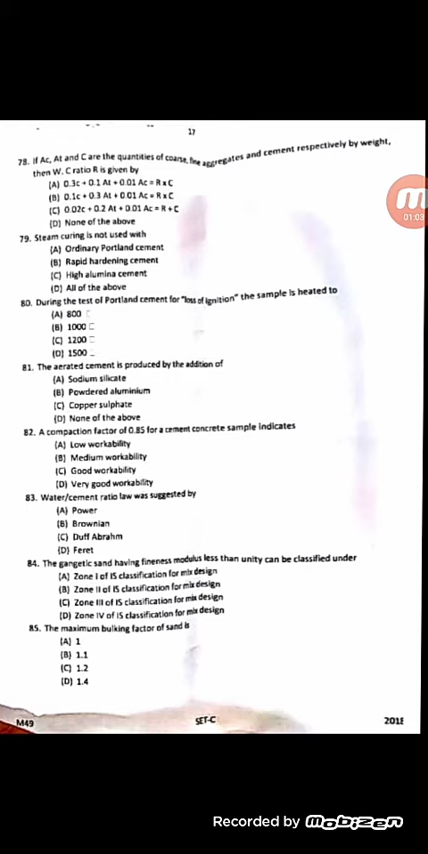 17
78. If Ac, At and C are the quantities of coarse, fine aggregates and cement respectively by weight,
then W. C ratio R is given by
(A) 0.3c + 0.1 At + 0.01 Ac = R x C
(B) 0.1c + 0.3 At + 0.01 Ac = R x C
(C) 0.02c + 0.2 At + 0.01 Ac = R + C
(D) None of the above
79. Steam curing is not used with
(A) Ordinary Portland cement
(B) Rapid hardening cement
(C) High alumina cement
(D) All of the above
80. During the test of Portland cement for "loss of ignition" the sample is heated to
(A) 800
(B) 1000
(C) 1200
(D) 1500
81. The aerated cement is produced by the addition of
(A) Sodium silicate
(B) Powdered aluminium
(C) Copper sulphate
(D) None of the above
82. A compaction factor of 0.85 for a cement concrete sample indicates
(A) Low workability
(B) Medium workability
(C) Good workability
(D) Very good workability
83. Water/cement ratio law was suggested by
(A) Power
(B) Brownian
(C) Duff Abrahm
(D) Feret
84. The gangetic sand having fineness modulus less than unity can be classified under
(A) Zone I of IS classification for mix design
(B) Zone II of IS classification for mix design
(C) Zone III of IS classification for mix design
(D) Zone IV of IS classification for mix design
85. The maximum bulking factor of sand is
(A) 1
(B) 1.1
(C) 1.2
(D) 1.4
M49 SET-C 2018
M
01:03
Recorded by Mobizen